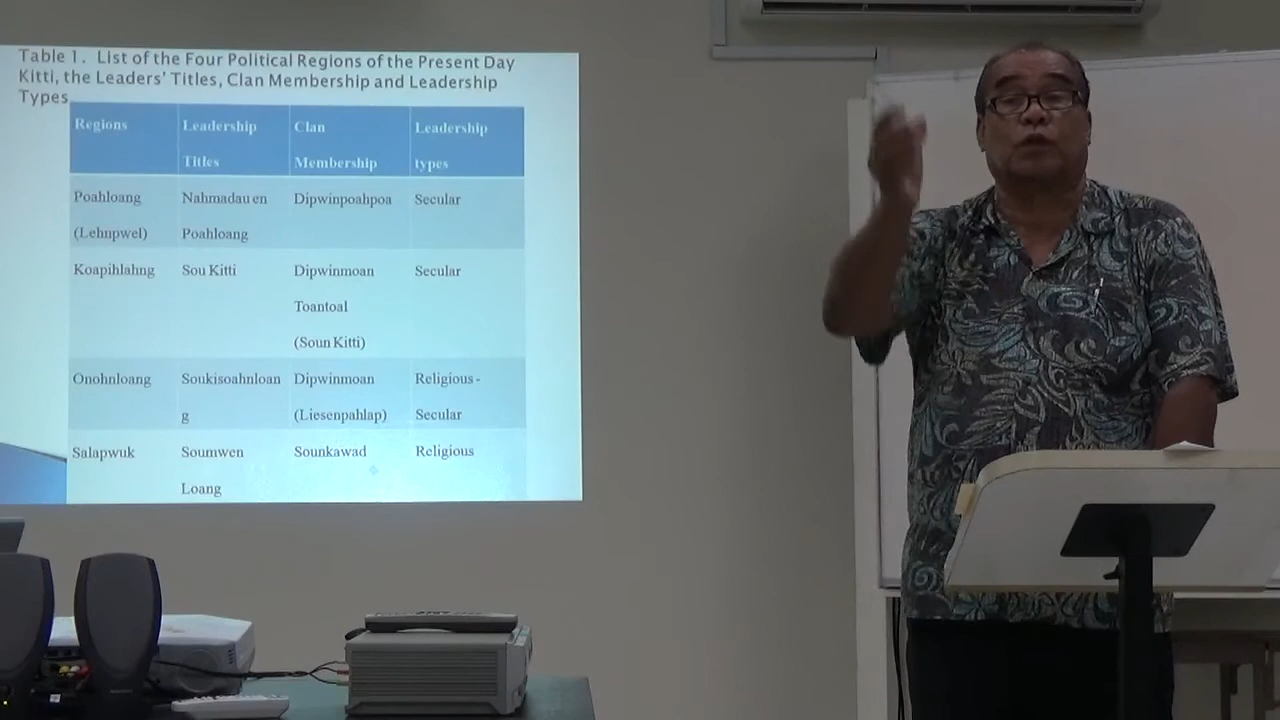 Table 1. List of the Four Political Regions of the Present Day
Kitti, the Leaders' Titles, Clan Membership and Leadership
Types
Regions Leadership Titles Clan Membership Leadership types
Poahloang (Lehnpwel) Nahmadau en Poahloang Dipwinpoahpoa Secular
Koapihlahng Sou Kitti Dipwinmoan Toantoal (Soun Kitti) Secular
Onohnloang Soukisoahnloang Dipwinmoan (Liesenpahlap) Religious - Secular
Salapwuk Soumwen Loang Sounkawad Religious